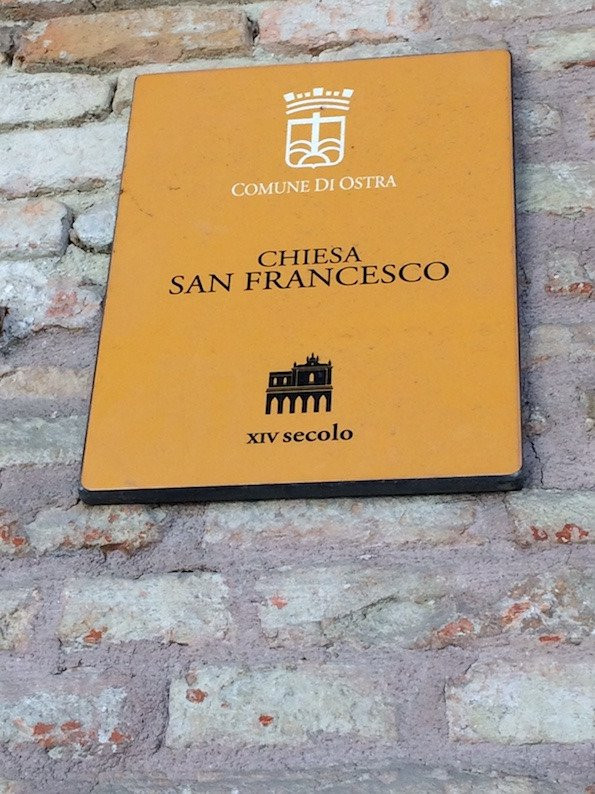 COMUNE DI OSTRA
CHIESA
SAN FRANCESCO
XIV secolo